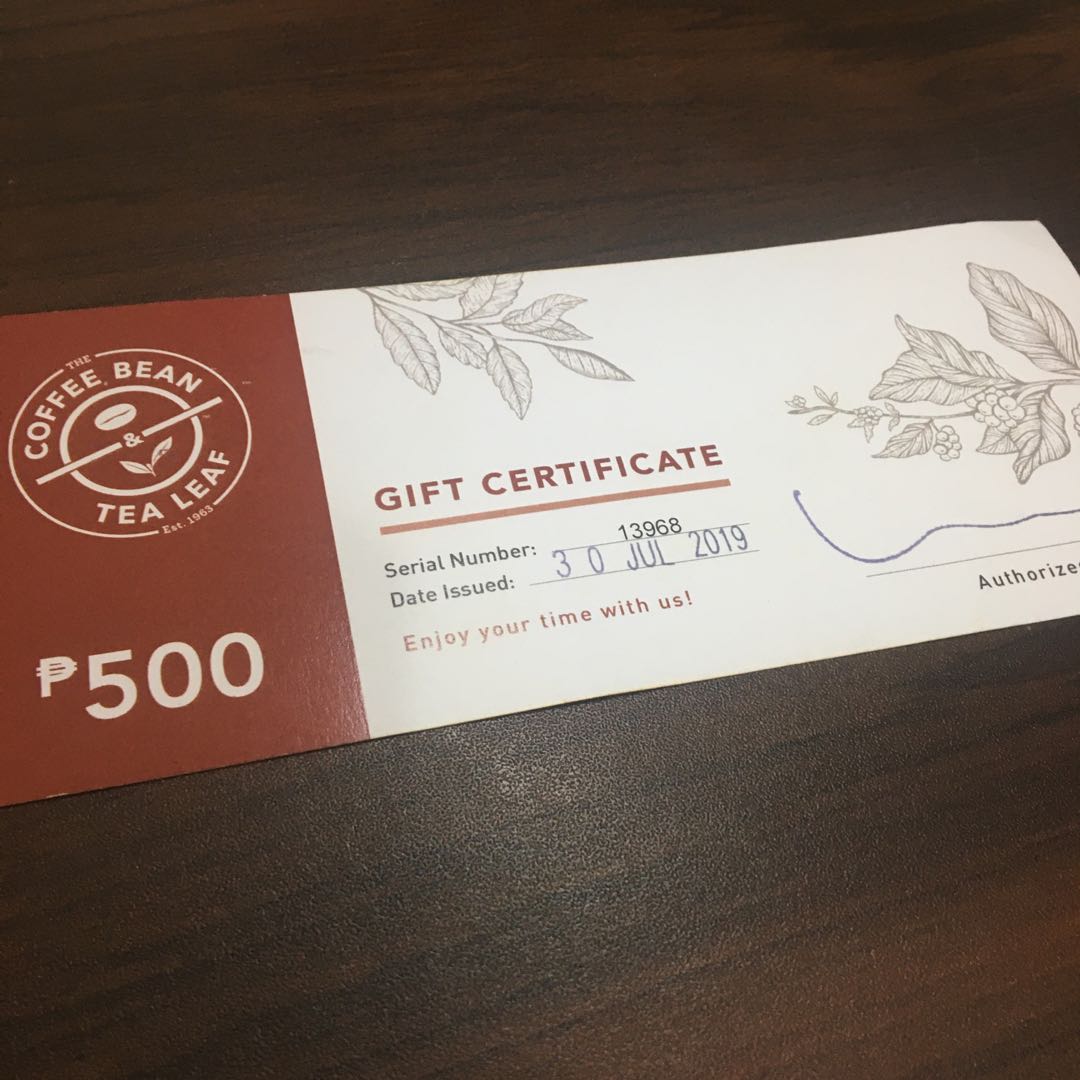 THE
COFFEE BEAN
&
TEA LEAF
Est. 1963
₱500
GIFT CERTIFICATE
Serial Number: 13968
Date Issued: 30 JUL 2019
Enjoy your time with us!
Authorize